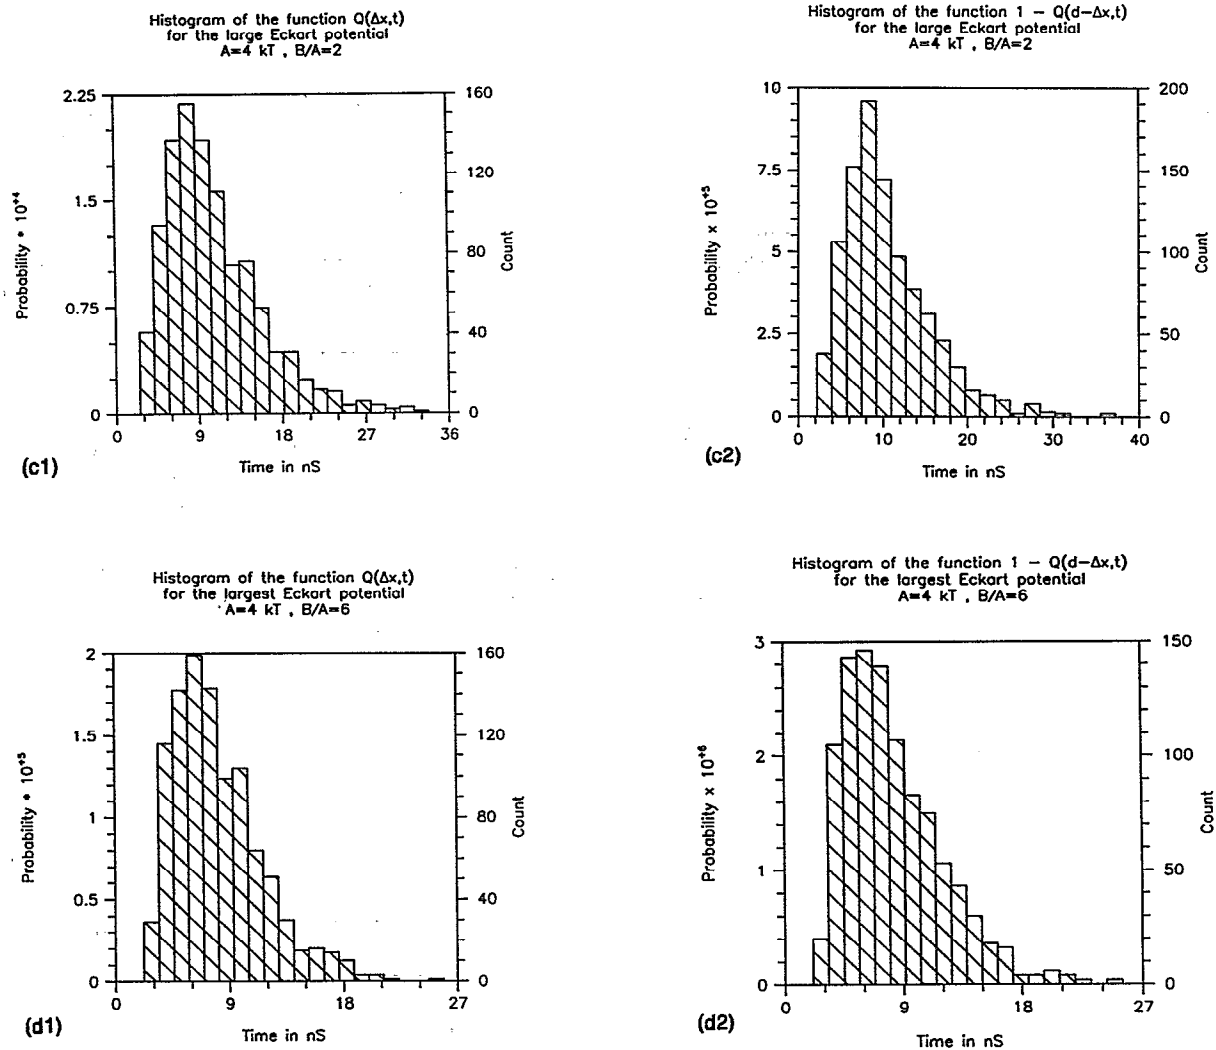 Histogram of the function Q(Δx,t)
for the large Eckart potential
A=4 kT , B/A=2
2.25
1.5
0.75
0
160
120
80
40
0
0 9 18 27 36
Probability * 10⁺⁴
Count
Time in nS
(c1)
Histogram of the function 1 − Q(d−Δx,t)
for the large Eckart potential
A=4 kT , B/A=2
10
7.5
5
2.5
0
200
150
100
50
0
0 10 20 30 40
Probability x 10⁺⁵
Count
Time in nS
(c2)
Histogram of the function Q(Δx,t)
for the largest Eckart potential
A=4 kT , B/A=6
2
1.5
1
0.5
0
160
120
80
40
0
0 9 18 27
Probability * 10⁺⁵
Count
Time in nS
(d1)
Histogram of the function 1 − Q(d−Δx,t)
for the largest Eckart potential
A=4 kT , B/A=6
3
2
1
0
150
100
50
0
0 9 18 27
Probability x 10⁺⁶
Count
Time in nS
(d2)